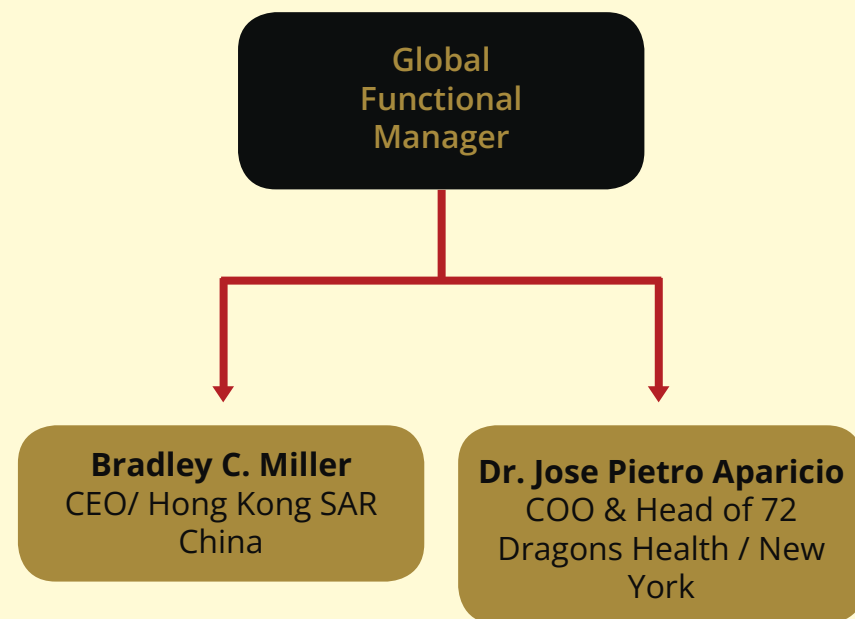 Global
Functional
Manager
Bradley C. Miller
CEO/ Hong Kong SAR
China
Dr. Jose Pietro Aparicio
COO & Head of 72
Dragons Health / New
York